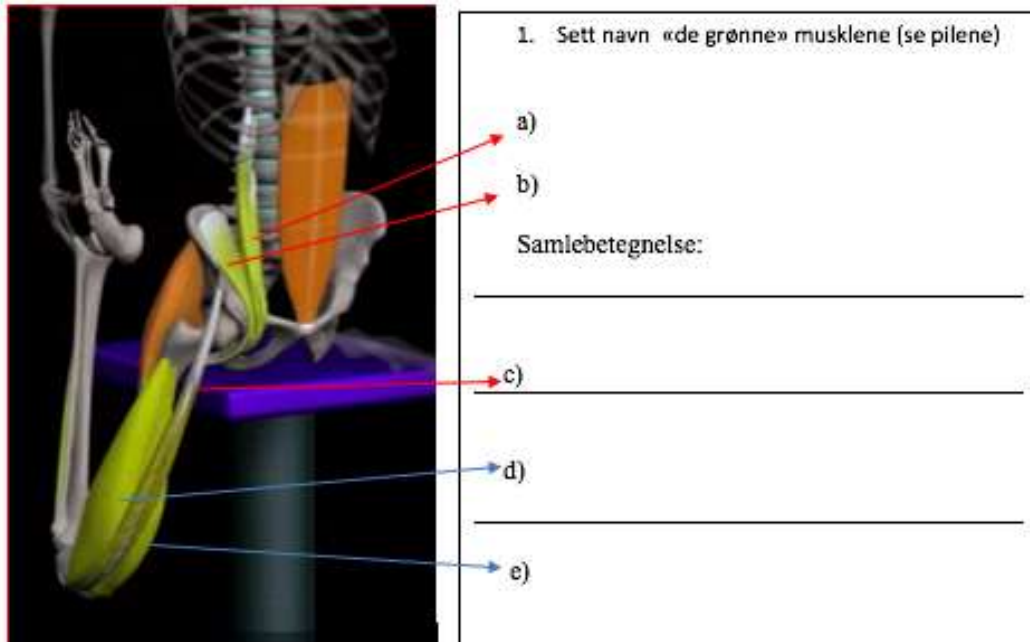 1. Sett navn «de grønne» musklene (se pilene)
a)
b)
Samlebetegnelse:
c)
d)
e)